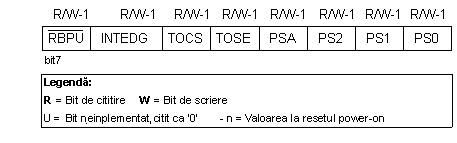 R/W-1 R/W-1 R/W-1 R/W-1 R/W-1 R/W-1 R/W-1 R/W-1
RBPU INTEDG TOCS TOSE PSA PS2 PS1 PS0
bit7
Legendă:
R = Bit de cititire W = Bit de scriere
U = Bit neinplementat,citit ca '0' - n = Valoarea la resetul power-on